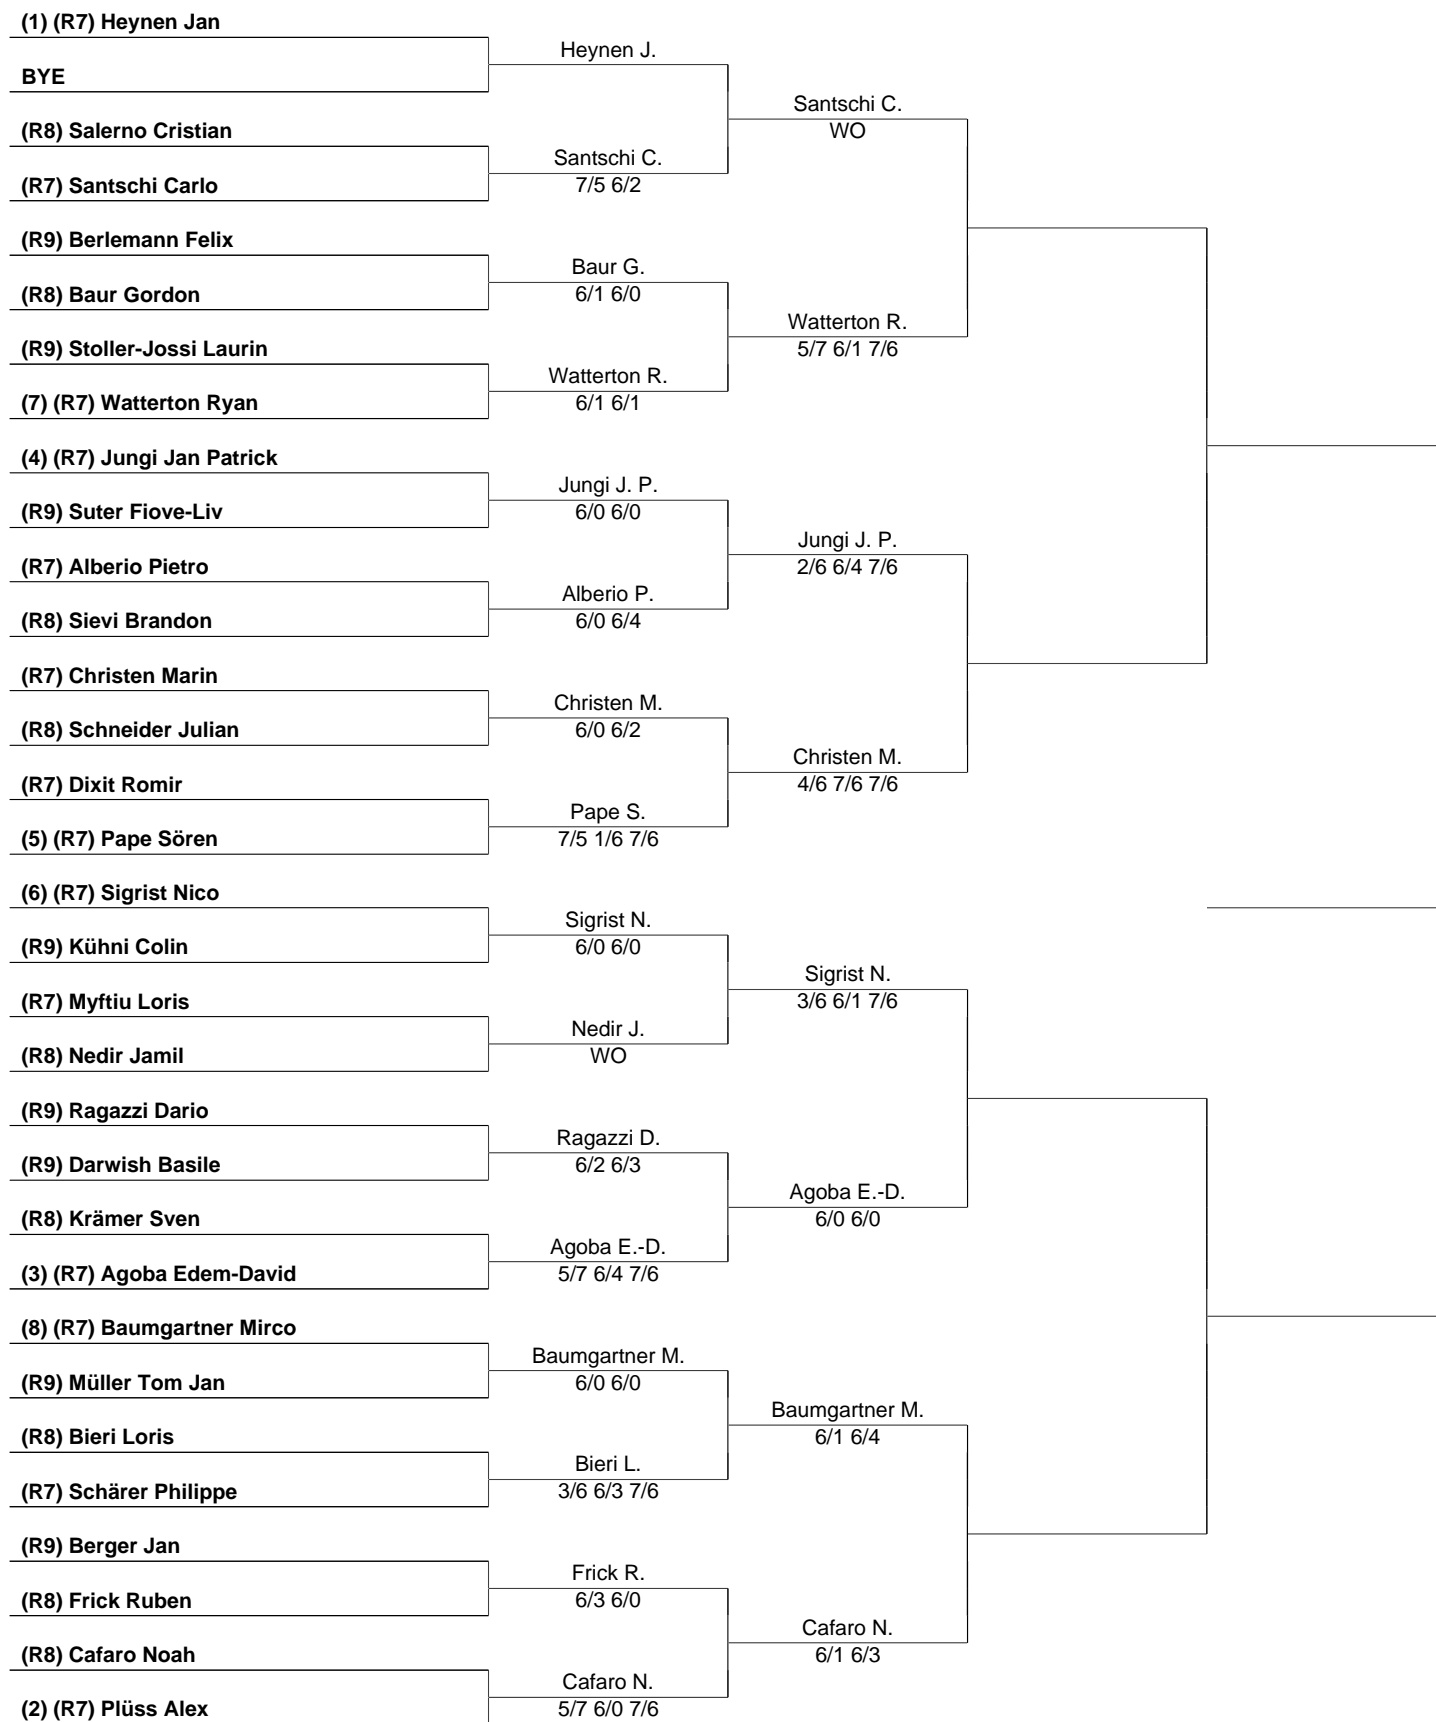 (1) (R7) Heynen Jan
BYE
(R8) Salerno Cristian
(R7) Santschi Carlo
(R9) Berlemann Felix
(R8) Baur Gordon
(R9) Stoller-Jossi Laurin
(7) (R7) Watterton Ryan
(4) (R7) Jungi Jan Patrick
(R9) Suter Fiove-Liv
(R7) Alberio Pietro
(R8) Sievi Brandon
(R7) Christen Marin
(R8) Schneider Julian
(R7) Dixit Romir
(5) (R7) Pape Sören
(6) (R7) Sigrist Nico
(R9) Kühni Colin
(R7) Myftiu Loris
(R8) Nedir Jamil
(R9) Ragazzi Dario
(R9) Darwish Basile
(R8) Krämer Sven
(3) (R7) Agoba Edem-David
(8) (R7) Baumgartner Mirco
(R9) Müller Tom Jan
(R8) Bieri Loris
(R7) Schärer Philippe
(R9) Berger Jan
(R8) Frick Ruben
(R8) Cafaro Noah
(2) (R7) Plüss Alex
Heynen J.
Santschi C.
7/5 6/2
Baur G.
6/1 6/0
Watterton R.
6/1 6/1
Jungi J. P.
6/0 6/0
Alberio P.
6/0 6/4
Christen M.
6/0 6/2
Pape S.
7/5 1/6 7/6
Sigrist N.
6/0 6/0
Nedir J.
WO
Ragazzi D.
6/2 6/3
Agoba E.-D.
5/7 6/4 7/6
Baumgartner M.
6/0 6/0
Bieri L.
3/6 6/3 7/6
Frick R.
6/3 6/0
Cafaro N.
5/7 6/0 7/6
Santschi C.
WO
Watterton R.
5/7 6/1 7/6
Jungi J. P.
2/6 6/4 7/6
Christen M.
4/6 7/6 7/6
Sigrist N.
3/6 6/1 7/6
Agoba E.-D.
6/0 6/0
Baumgartner M.
6/1 6/4
Cafaro N.
6/1 6/3